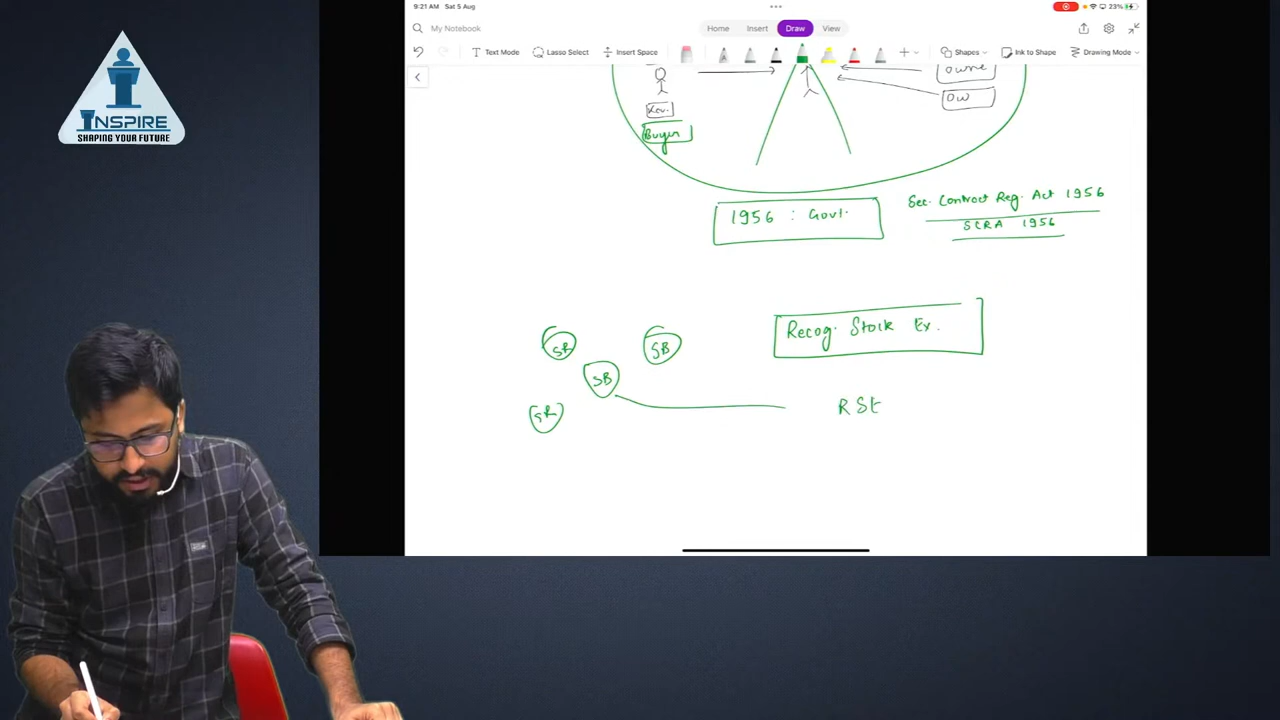 9:21 AM Sat 5 Aug
23%
My Notebook
Home Insert Draw View
Text Mode Lasso Select Insert Space Shapes Ink to Shape Drawing Mode
INSPIRE
SHAPING YOUR FUTURE
OW
Buyer
1956 : Govt.
Sec. Contract Reg. Act 1956
SCRA 1956
Recog. Stock Ex.
SB
SB
SB
RSE